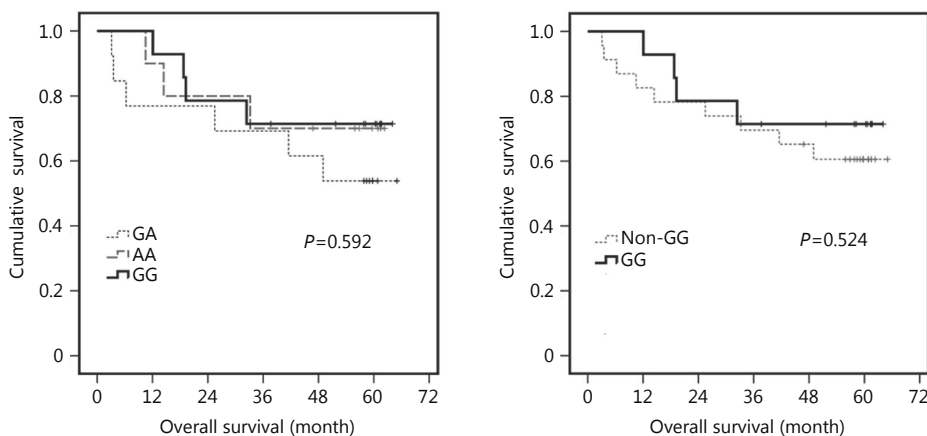 Cumulative survival
1.0
0.8
0.6
0.4
0.2
0
GA
AA
GG
P=0.592
0 12 24 36 48 60 72
Overall survival (month)
Cumulative survival
1.0
0.8
0.6
0.4
0.2
0
Non-GG
GG
P=0.524
0 12 24 36 48 60 72
Overall survival (month)